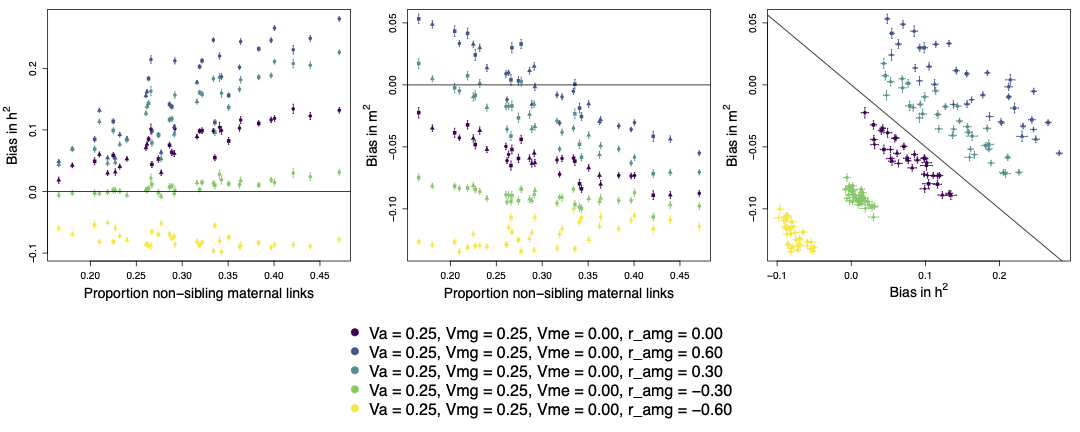 Bias in h²
0.2
0.1
0.0
−0.1
0.20 0.25 0.30 0.35 0.40 0.45
Proportion non−sibling maternal links
Bias in m²
0.05
0.00
−0.05
−0.10
0.20 0.25 0.30 0.35 0.40 0.45
Proportion non−sibling maternal links
Bias in m²
0.05
0.00
−0.05
−0.10
−0.1 0.0 0.1 0.2
Bias in h²
Va = 0.25, Vmg = 0.25, Vme = 0.00, r_amg = 0.00
Va = 0.25, Vmg = 0.25, Vme = 0.00, r_amg = 0.60
Va = 0.25, Vmg = 0.25, Vme = 0.00, r_amg = 0.30
Va = 0.25, Vmg = 0.25, Vme = 0.00, r_amg = −0.30
Va = 0.25, Vmg = 0.25, Vme = 0.00, r_amg = −0.60